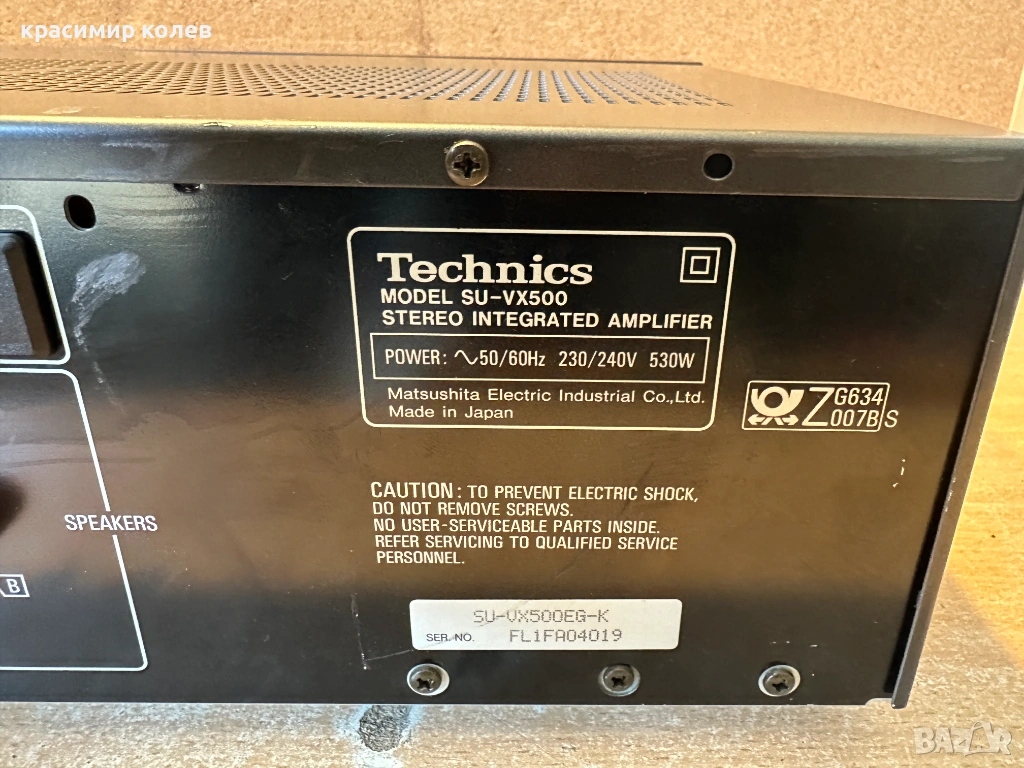 красимир колев
Technics
MODEL SU-VX500
STEREO INTEGRATED AMPLIFIER
POWER: ∿50/60Hz 230/240V 530W
Matsushita Electric Industrial Co.,Ltd.
Made in Japan
Z G634
007B S
CAUTION: TO PREVENT ELECTRIC SHOCK,
DO NOT REMOVE SCREWS.
NO USER-SERVICEABLE PARTS INSIDE.
REFER SERVICING TO QUALIFIED SERVICE
PERSONNEL.
SPEAKERS
B
SU-VX500EG-K
SER. NO. FL1FA04019
BAZAR